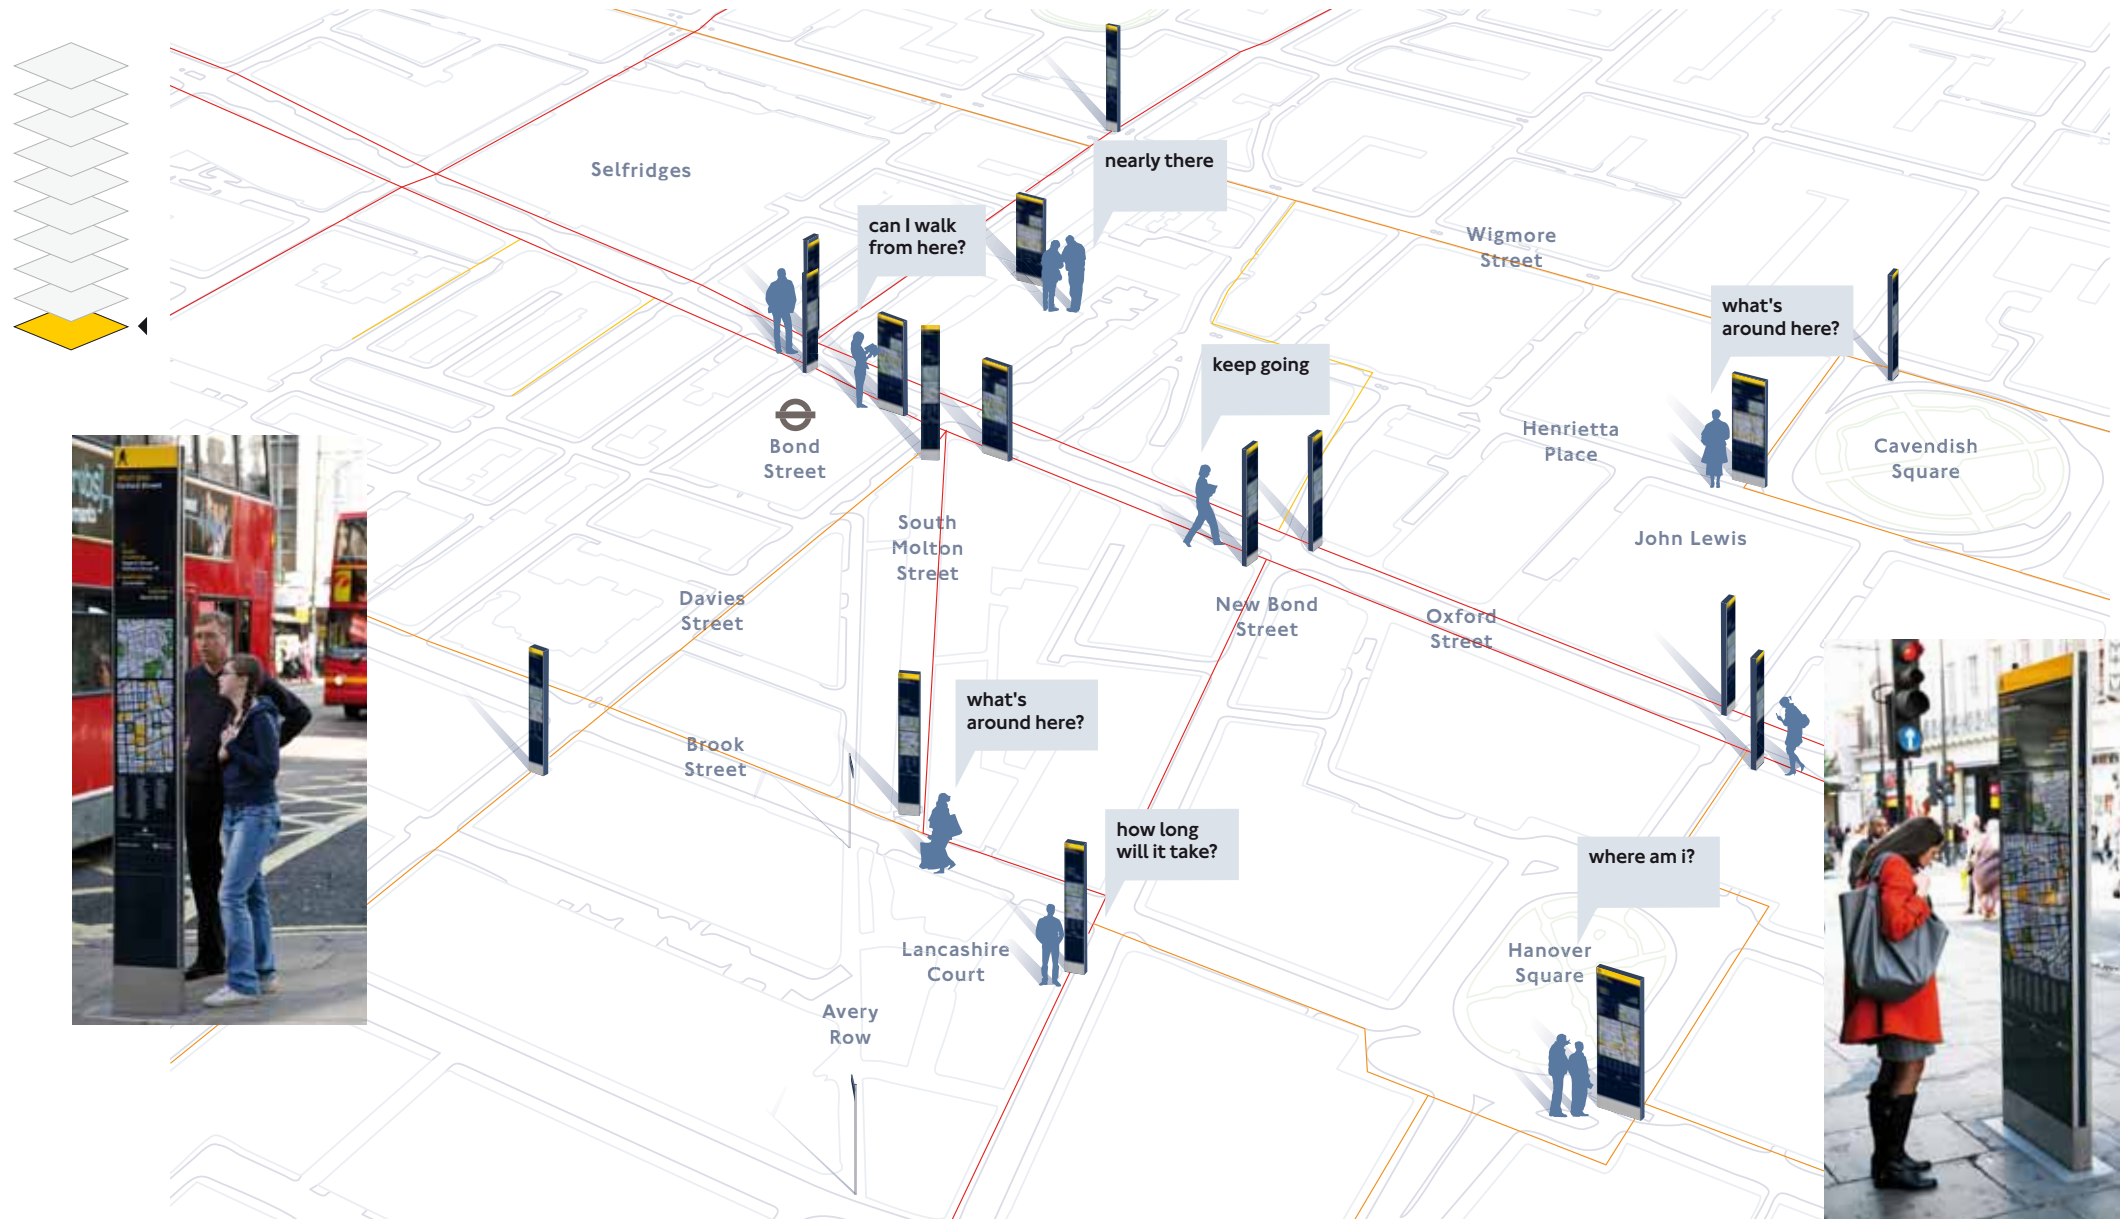 nearly there
Selfridges
can I walk
from here?
Wigmore
Street
what's
around here?
keep going
Bond
Street
Henrietta
Place
Cavendish
Square
South
Molton
Street
John Lewis
Davies
Street
New Bond
Street
Oxford
Street
what's
around here?
Brook
Street
how long
will it take?
where am i?
Lancashire
Court
Hanover
Square
Avery
Row